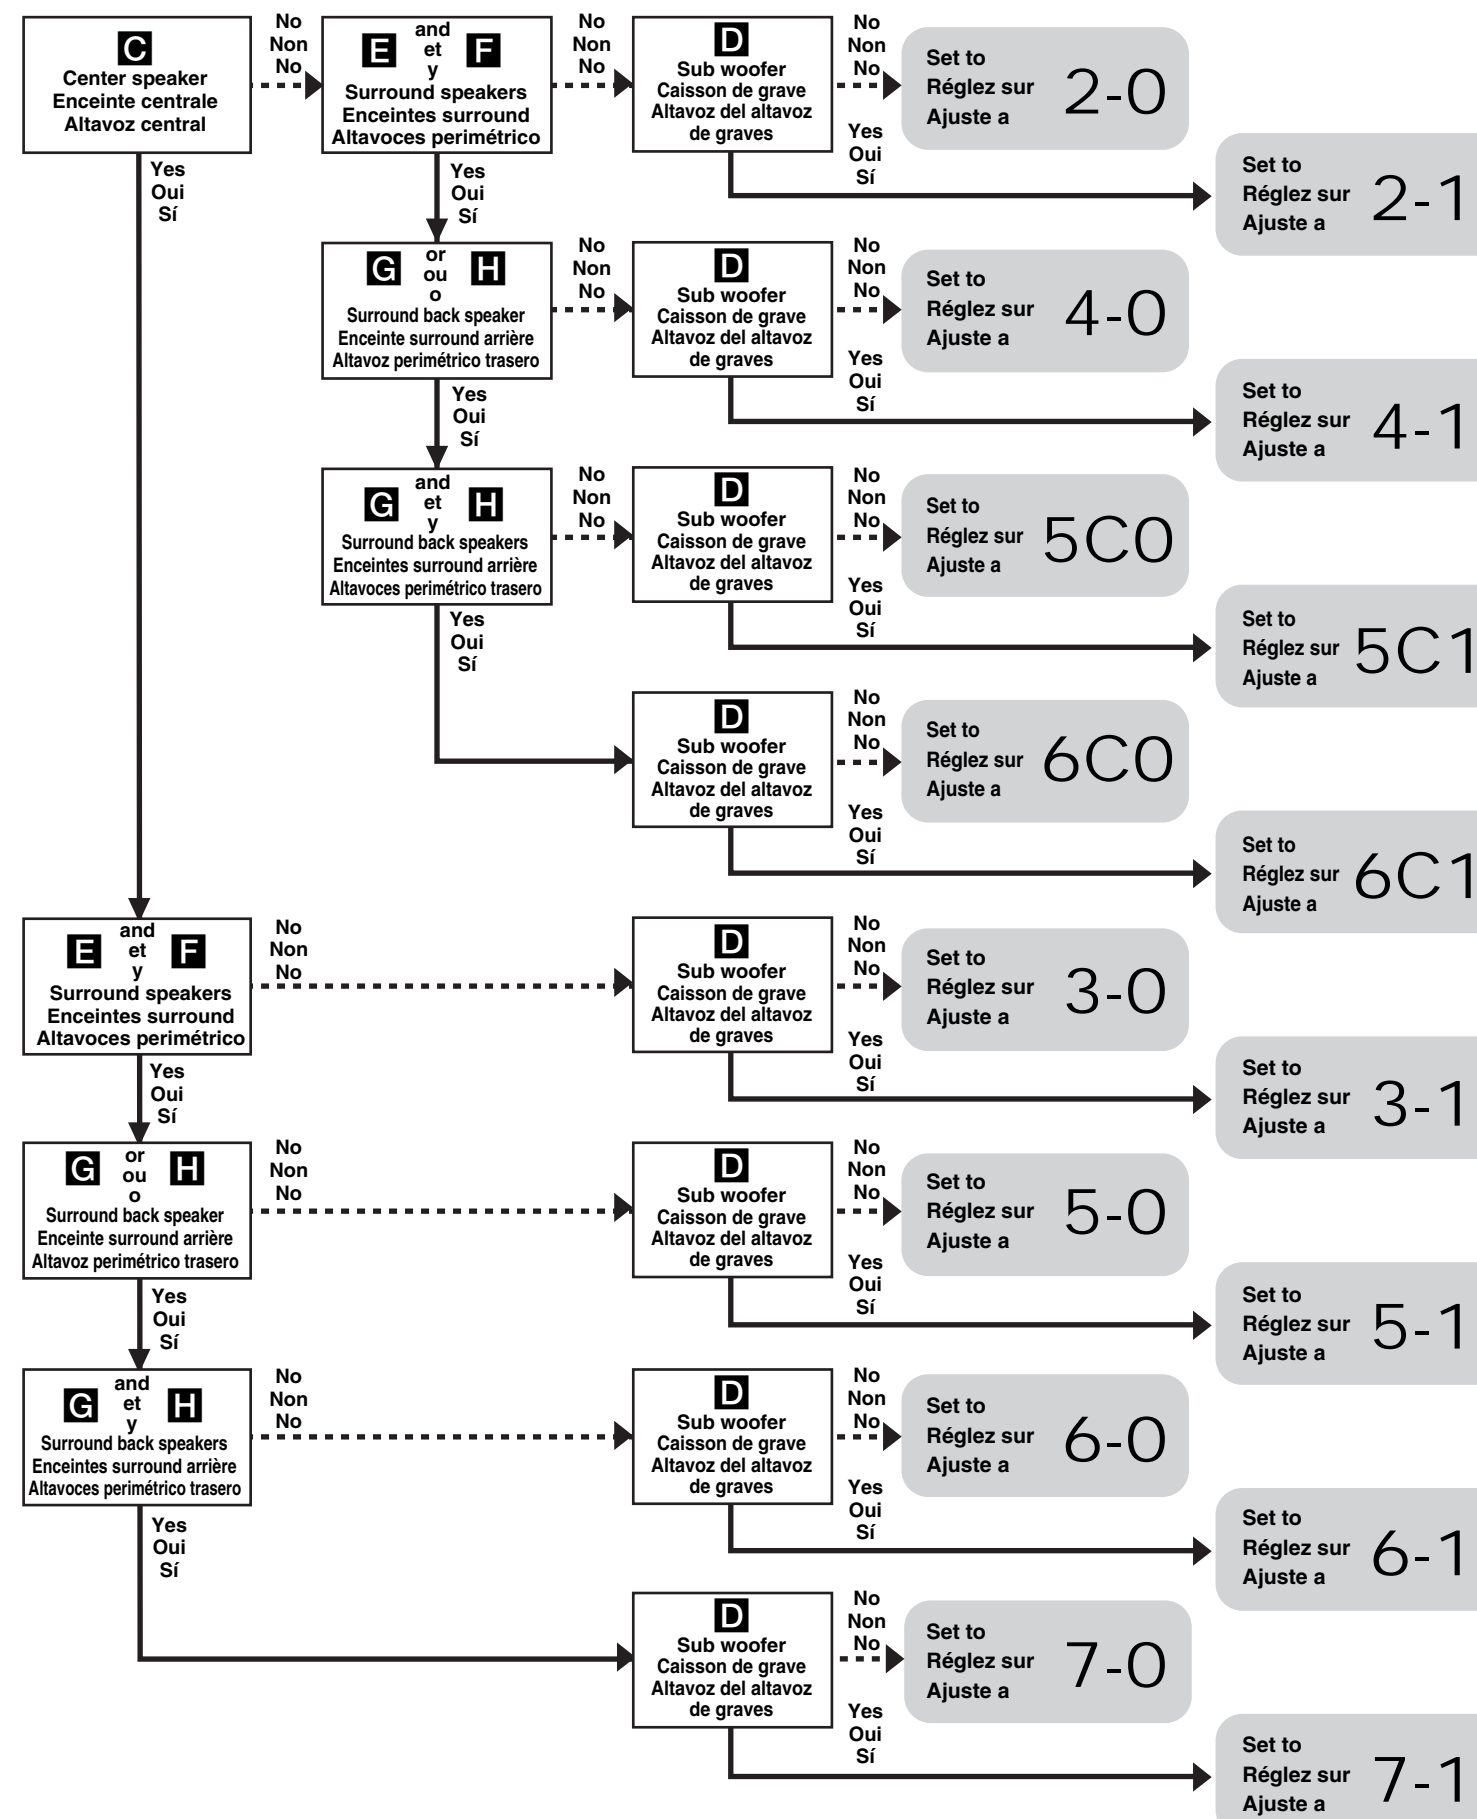 C
Center speaker
Enceinte centrale
Altavoz central
No
Non
No
Yes
Oui
Sí
E and F
et
y
Surround speakers
Enceintes surround
Altavoces perimétrico
No
Non
No
Yes
Oui
Sí
D
Sub woofer
Caisson de grave
Altavoz del altavoz
de graves
No
Non
No
Yes
Oui
Sí
Set to
Réglez sur
Ajuste a
2-0
Set to
Réglez sur
Ajuste a
2-1
G or H
ou
o
Surround back speaker
Enceinte surround arrière
Altavoz perimétrico trasero
No
Non
No
Yes
Oui
Sí
D
Sub woofer
Caisson de grave
Altavoz del altavoz
de graves
No
Non
No
Yes
Oui
Sí
Set to
Réglez sur
Ajuste a
4-0
Set to
Réglez sur
Ajuste a
4-1
G and H
et
y
Surround back speakers
Enceintes surround arrière
Altavoces perimétrico trasero
No
Non
No
Yes
Oui
Sí
D
Sub woofer
Caisson de grave
Altavoz del altavoz
de graves
No
Non
No
Yes
Oui
Sí
Set to
Réglez sur
Ajuste a
5C0
Set to
Réglez sur
Ajuste a
5C1
D
Sub woofer
Caisson de grave
Altavoz del altavoz
de graves
No
Non
No
Yes
Oui
Sí
Set to
Réglez sur
Ajuste a
6C0
Set to
Réglez sur
Ajuste a
6C1
E and F
et
y
Surround speakers
Enceintes surround
Altavoces perimétrico
No
Non
No
Yes
Oui
Sí
D
Sub woofer
Caisson de grave
Altavoz del altavoz
de graves
No
Non
No
Yes
Oui
Sí
Set to
Réglez sur
Ajuste a
3-0
Set to
Réglez sur
Ajuste a
3-1
G or H
ou
o
Surround back speaker
Enceinte surround arrière
Altavoz perimétrico trasero
No
Non
No
Yes
Oui
Sí
D
Sub woofer
Caisson de grave
Altavoz del altavoz
de graves
No
Non
No
Yes
Oui
Sí
Set to
Réglez sur
Ajuste a
5-0
Set to
Réglez sur
Ajuste a
5-1
G and H
et
y
Surround back speakers
Enceintes surround arrière
Altavoces perimétrico trasero
No
Non
No
Yes
Oui
Sí
D
Sub woofer
Caisson de grave
Altavoz del altavoz
de graves
No
Non
No
Yes
Oui
Sí
Set to
Réglez sur
Ajuste a
6-0
Set to
Réglez sur
Ajuste a
6-1
D
Sub woofer
Caisson de grave
Altavoz del altavoz
de graves
No
Non
No
Yes
Oui
Sí
Set to
Réglez sur
Ajuste a
7-0
Set to
Réglez sur
Ajuste a
7-1